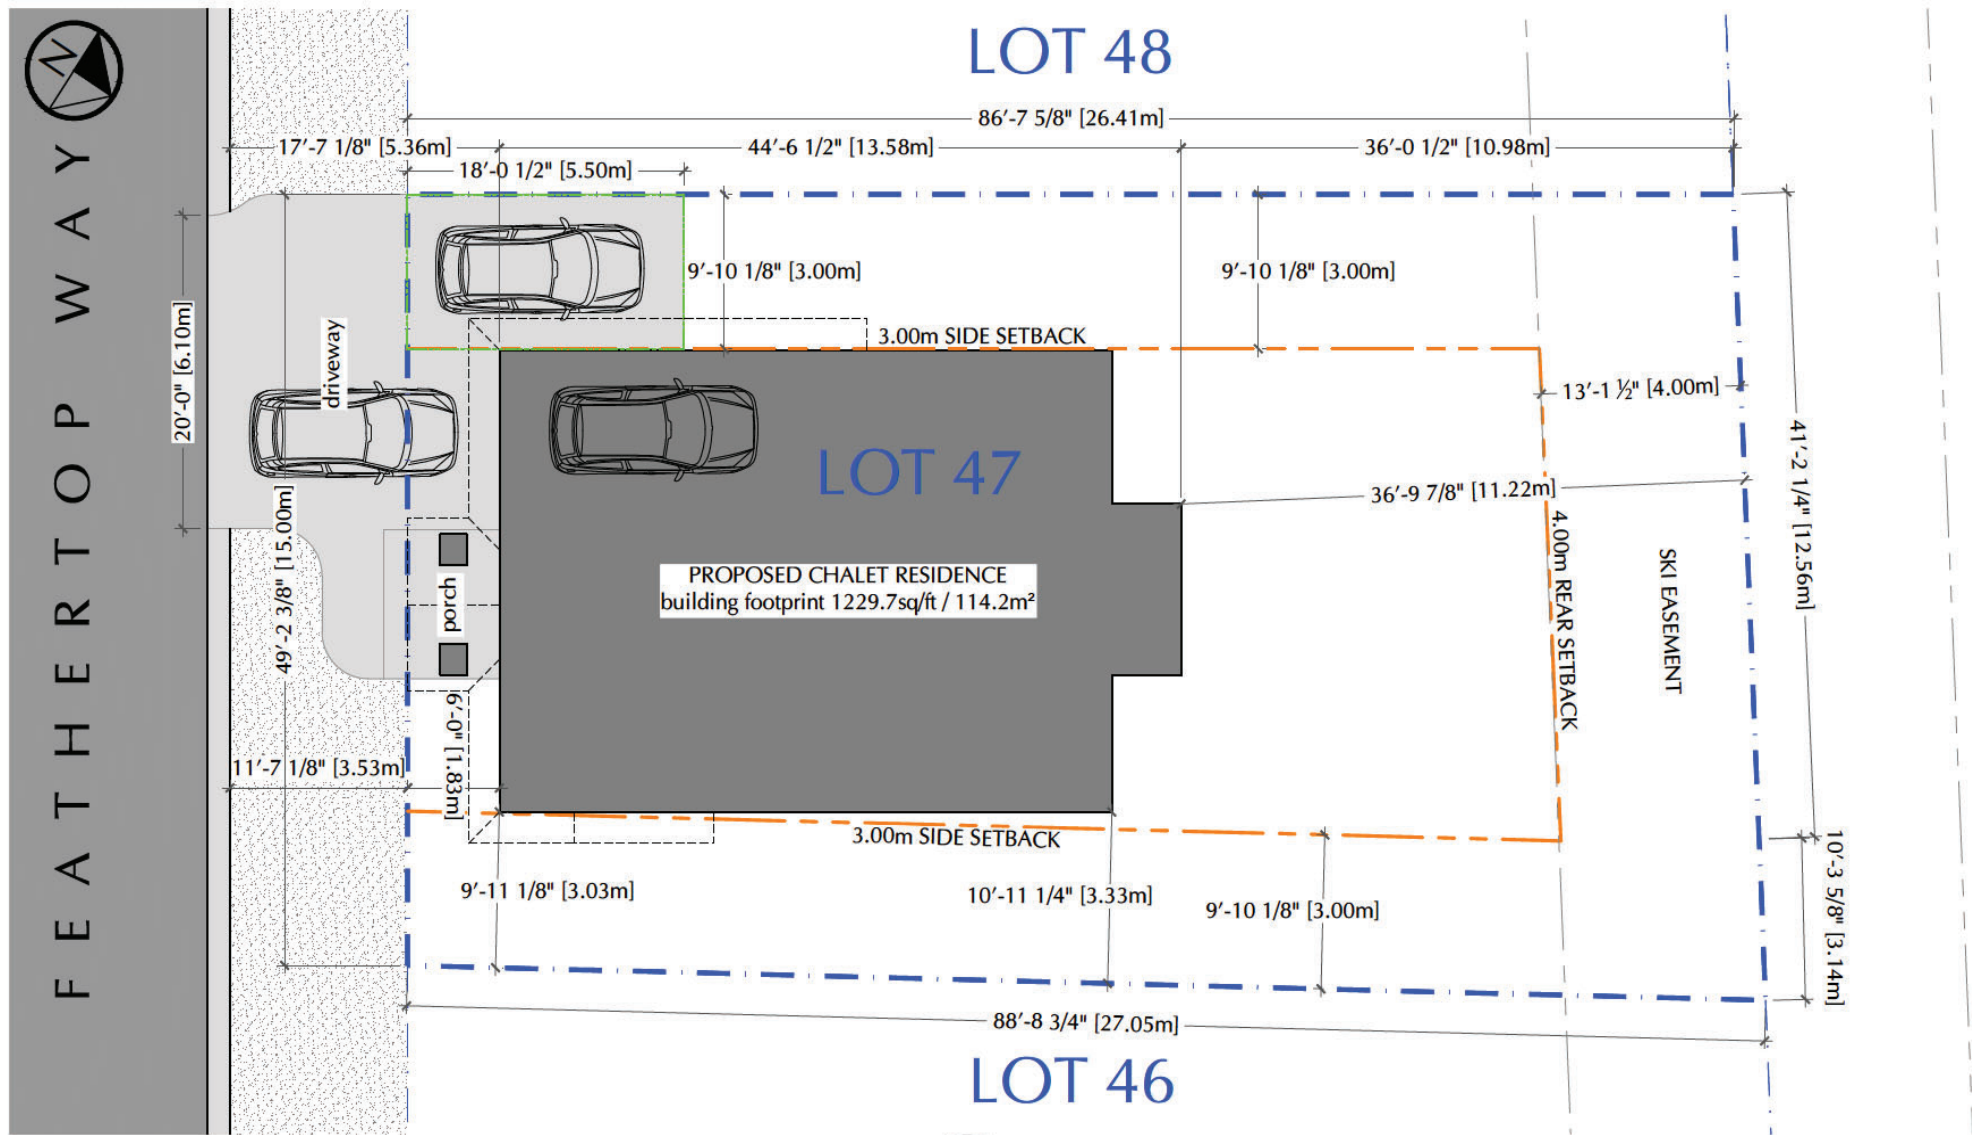 N
FEATHERTOP WAY
LOT 48
86'-7 5/8" [26.41m]
17'-7 1/8" [5.36m]
44'-6 1/2" [13.58m]
36'-0 1/2" [10.98m]
18'-0 1/2" [5.50m]
9'-10 1/8" [3.00m]
9'-10 1/8" [3.00m]
20'-0" [6.10m]
driveway
3.00m SIDE SETBACK
13'-1 ½" [4.00m]
41'-2 1/4" [12.56m]
LOT 47
36'-9 7/8" [11.22m]
49'-2 3/8" [15.00m]
4.00m REAR SETBACK
SKI EASEMENT
porch
PROPOSED CHALET RESIDENCE
building footprint 1229.7sq/ft / 114.2m²
6'-0" [1.83m]
11'-7 1/8" [3.53m]
3.00m SIDE SETBACK
10'-3 5/8" [3.14m]
9'-11 1/8" [3.03m]
10'-11 1/4" [3.33m]
9'-10 1/8" [3.00m]
88'-8 3/4" [27.05m]
LOT 46